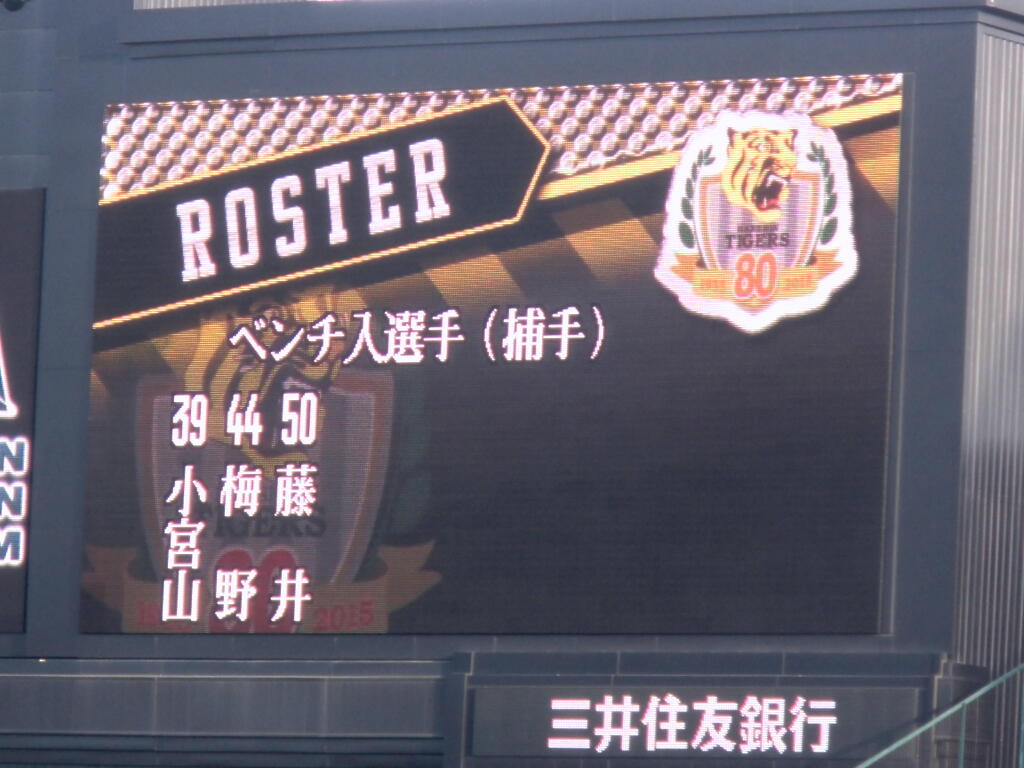 ROSTER
TIGERS
80
ベンチ入選手(捕手)
39 44 50
小宮山
梅野
藤井
TIGERS
2015
三井住友銀行